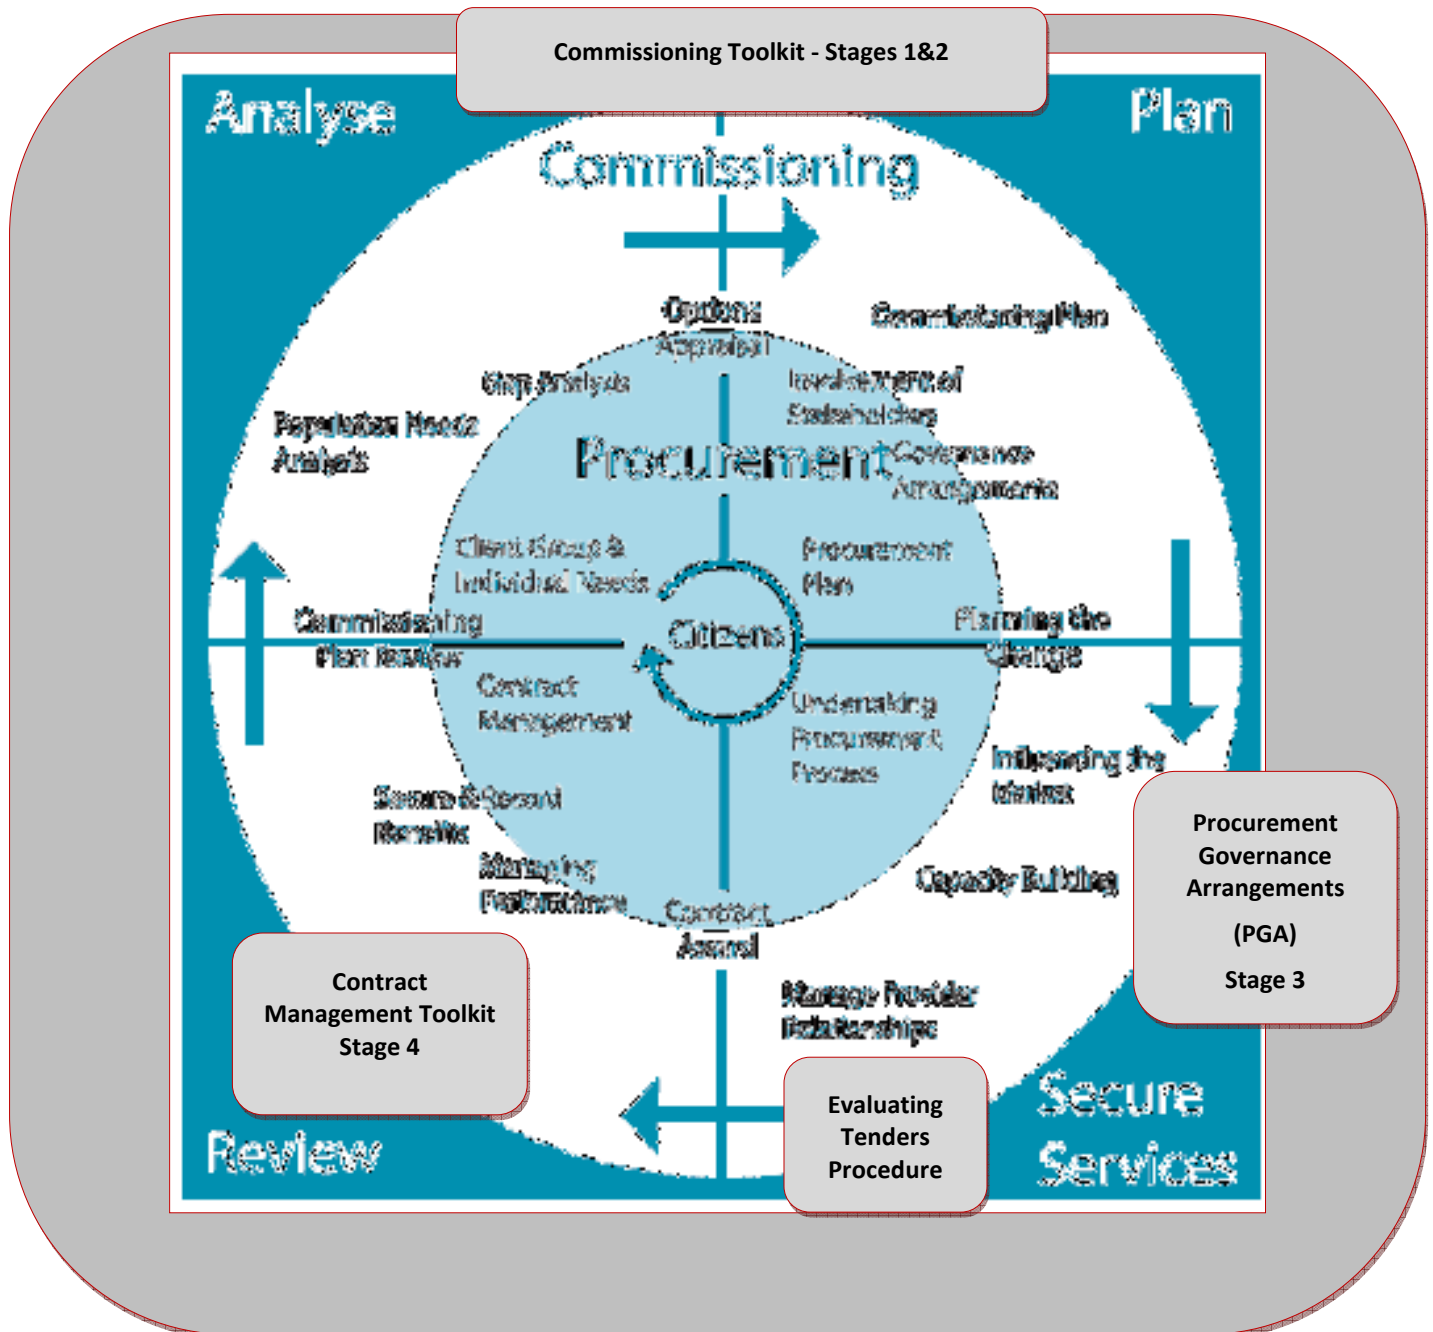 Commissioning Toolkit - Stages 1&2
Analyse
Plan
Commissioning
Options
Appraisal
Commissioning Plan
Gap Analysis
Involvement of
Stakeholders
Population Needs
Analysis
Procurement
Governance
Arrangements
Client Group &
Individual Needs
Procurement
Plan
Citizens
Commissioning
Plan Review
Planning the
Change
Contract
Management
Undertaking
Procurement
Process
Influencing the
Market
Secure & Record
Benefits
Managing
Performance
Capacity Building
Contract
Award
Manage Provider
Relationships
Procurement
Governance
Arrangements
(PGA)
Stage 3
Contract
Management Toolkit
Stage 4
Evaluating
Tenders
Procedure
Review
Secure
Services